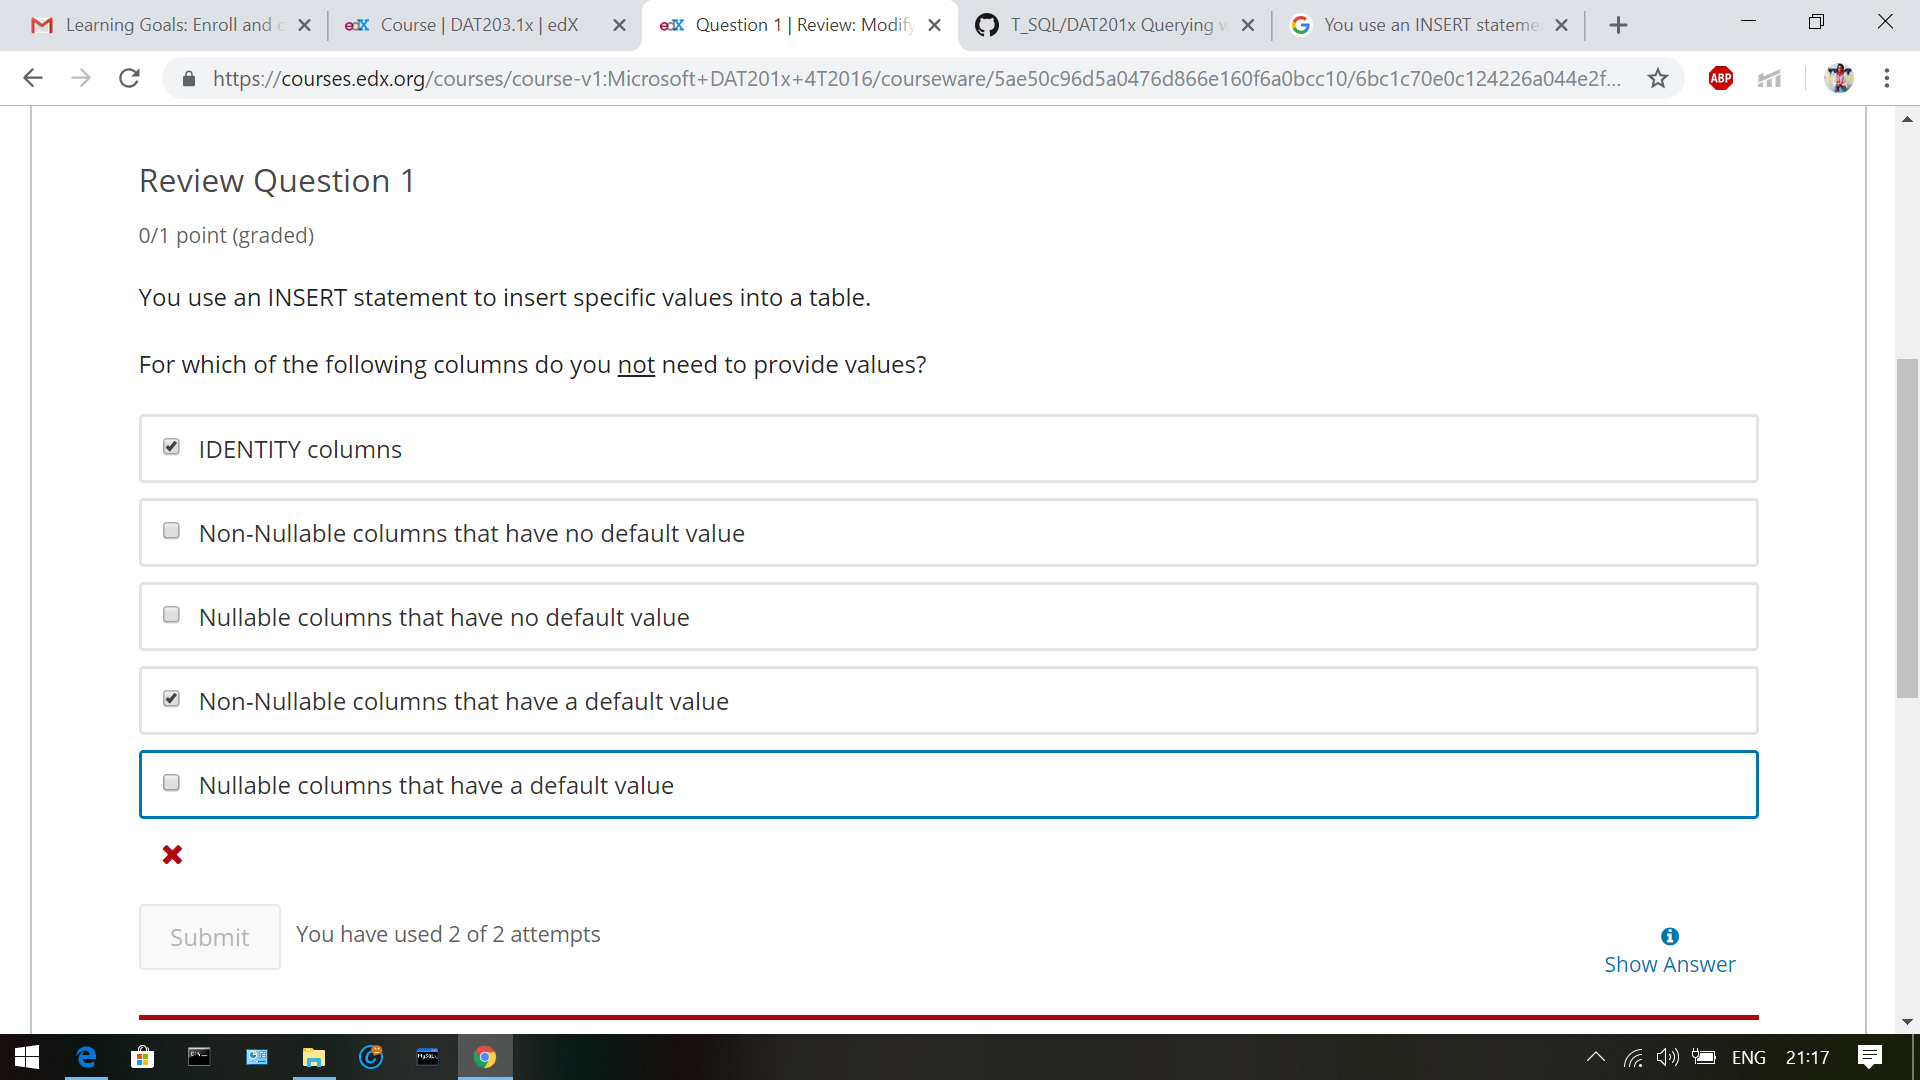 Learning Goals: Enroll and c
edX Course | DAT203.1x | edX
edX Question 1 | Review: Modify
T_SQL/DAT201x Querying w
You use an INSERT stateme
https://courses.edx.org/courses/course-v1:Microsoft+DAT201x+4T2016/courseware/5ae50c96d5a0476d866e160f6a0bcc10/6bc1c70e0c124226a044e2f...
ABP
Review Question 1
0/1 point (graded)
You use an INSERT statement to insert specific values into a table.
For which of the following columns do you not need to provide values?
IDENTITY columns
Non-Nullable columns that have no default value
Nullable columns that have no default value
Non-Nullable columns that have a default value
Nullable columns that have a default value
Submit
You have used 2 of 2 attempts
Show Answer
ENG
21:17